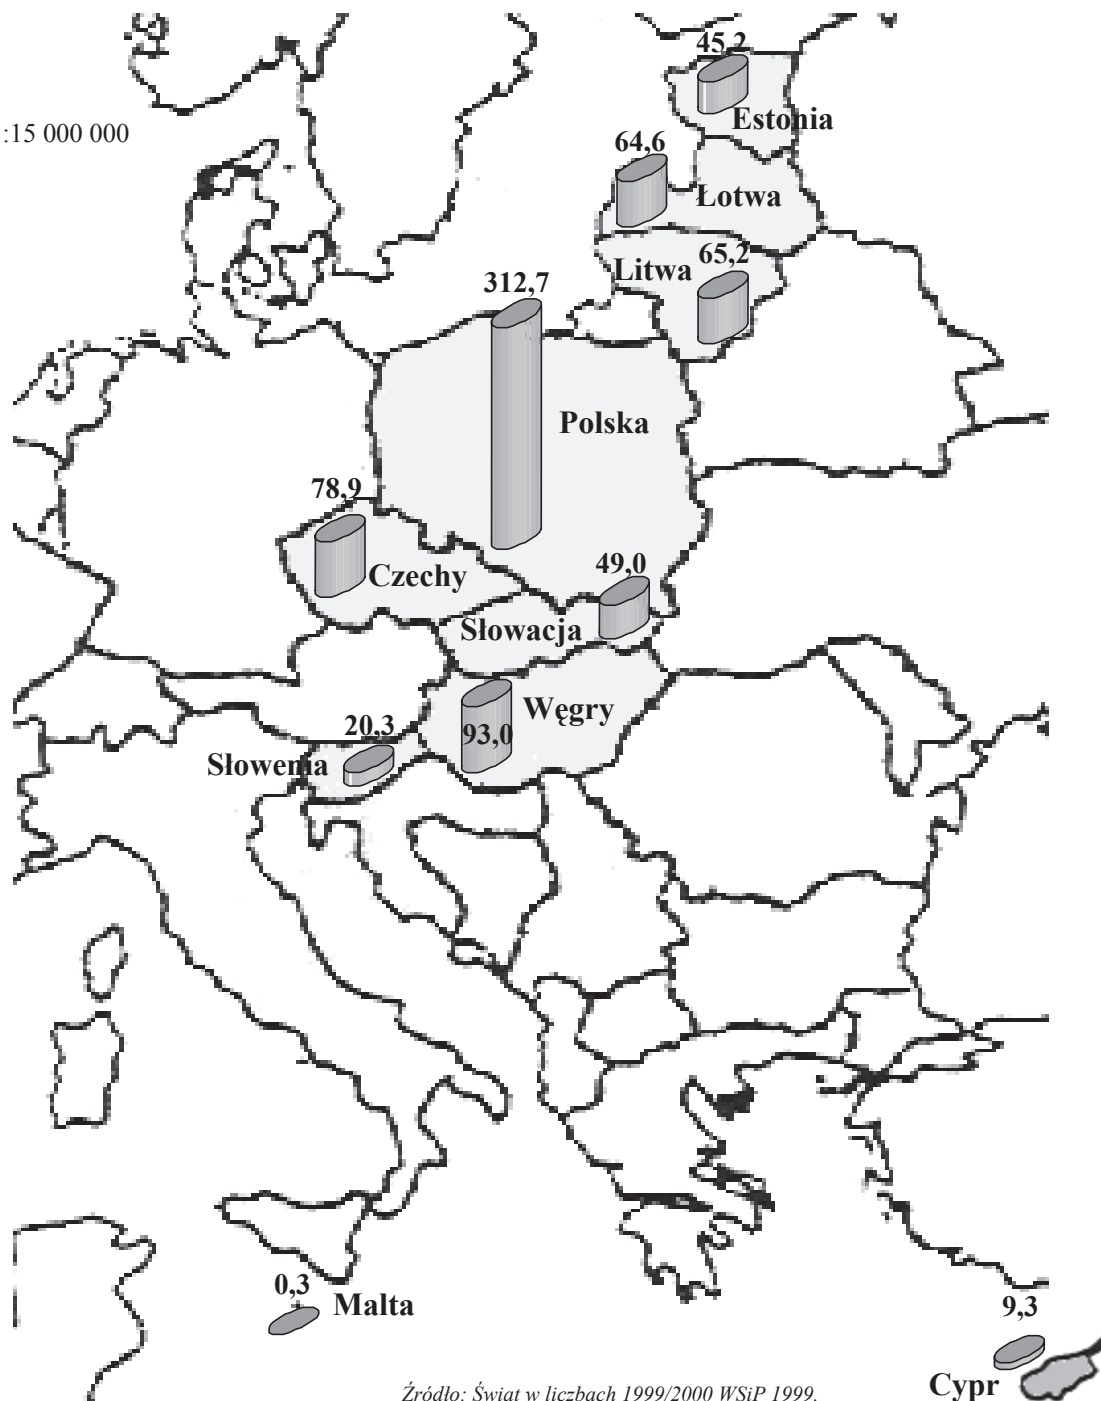 45,2
Estonia
:15 000 000
64,6
Łotwa
65,2
Litwa
312,7
Polska
78,9
Czechy
49,0
Słowacja
Węgry
93,0
20,3
Słowenia
0,3
Malta
9,3
Cypr
Źródło: Świat w liczbach 1999/2000 WSiP 1999.